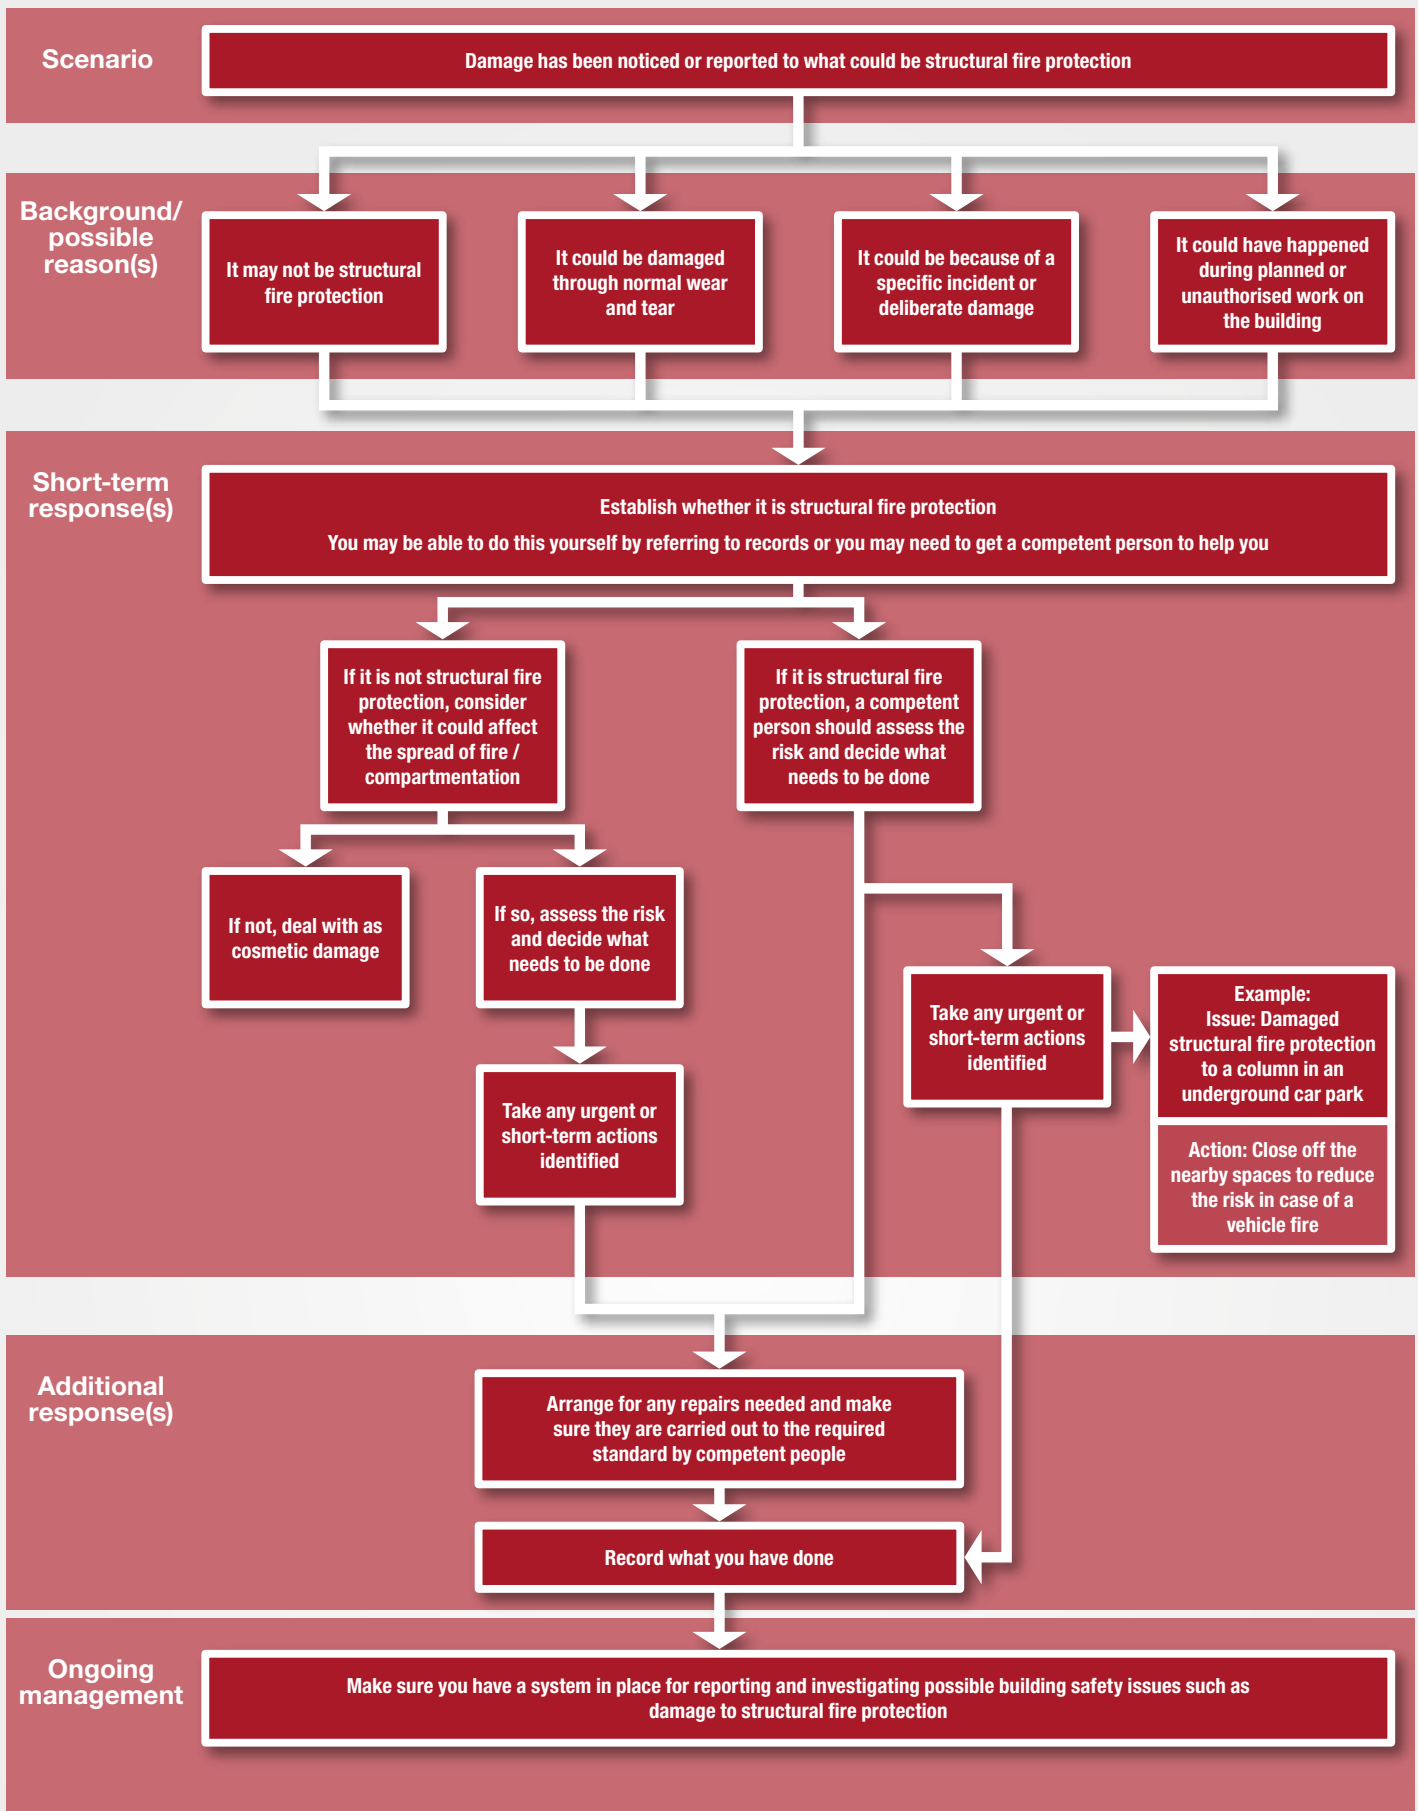 Scenario
Damage has been noticed or reported to what could be structural fire protection
Background/
possible
reason(s)
It may not be structural
fire protection
It could be damaged
through normal wear
and tear
It could be because of a
specific incident or
deliberate damage
It could have happened
during planned or
unauthorised work on
the building
Short-term
response(s)
Establish whether it is structural fire protection
You may be able to do this yourself by referring to records or you may need to get a competent person to help you
If it is not structural fire
protection, consider
whether it could affect
the spread of fire /
compartmentation
If it is structural fire
protection, a competent
person should assess the
risk and decide what
needs to be done
If not, deal with as
cosmetic damage
If so, assess the risk
and decide what
needs to be done
Take any urgent or
short-term actions
identified
Take any urgent or
short-term actions
identified
Example:
Issue: Damaged
structural fire protection
to a column in an
underground car park
Action: Close off the
nearby spaces to reduce
the risk in case of a
vehicle fire
Additional
response(s)
Arrange for any repairs needed and make
sure they are carried out to the required
standard by competent people
Record what you have done
Ongoing
management
Make sure you have a system in place for reporting and investigating possible building safety issues such as
damage to structural fire protection